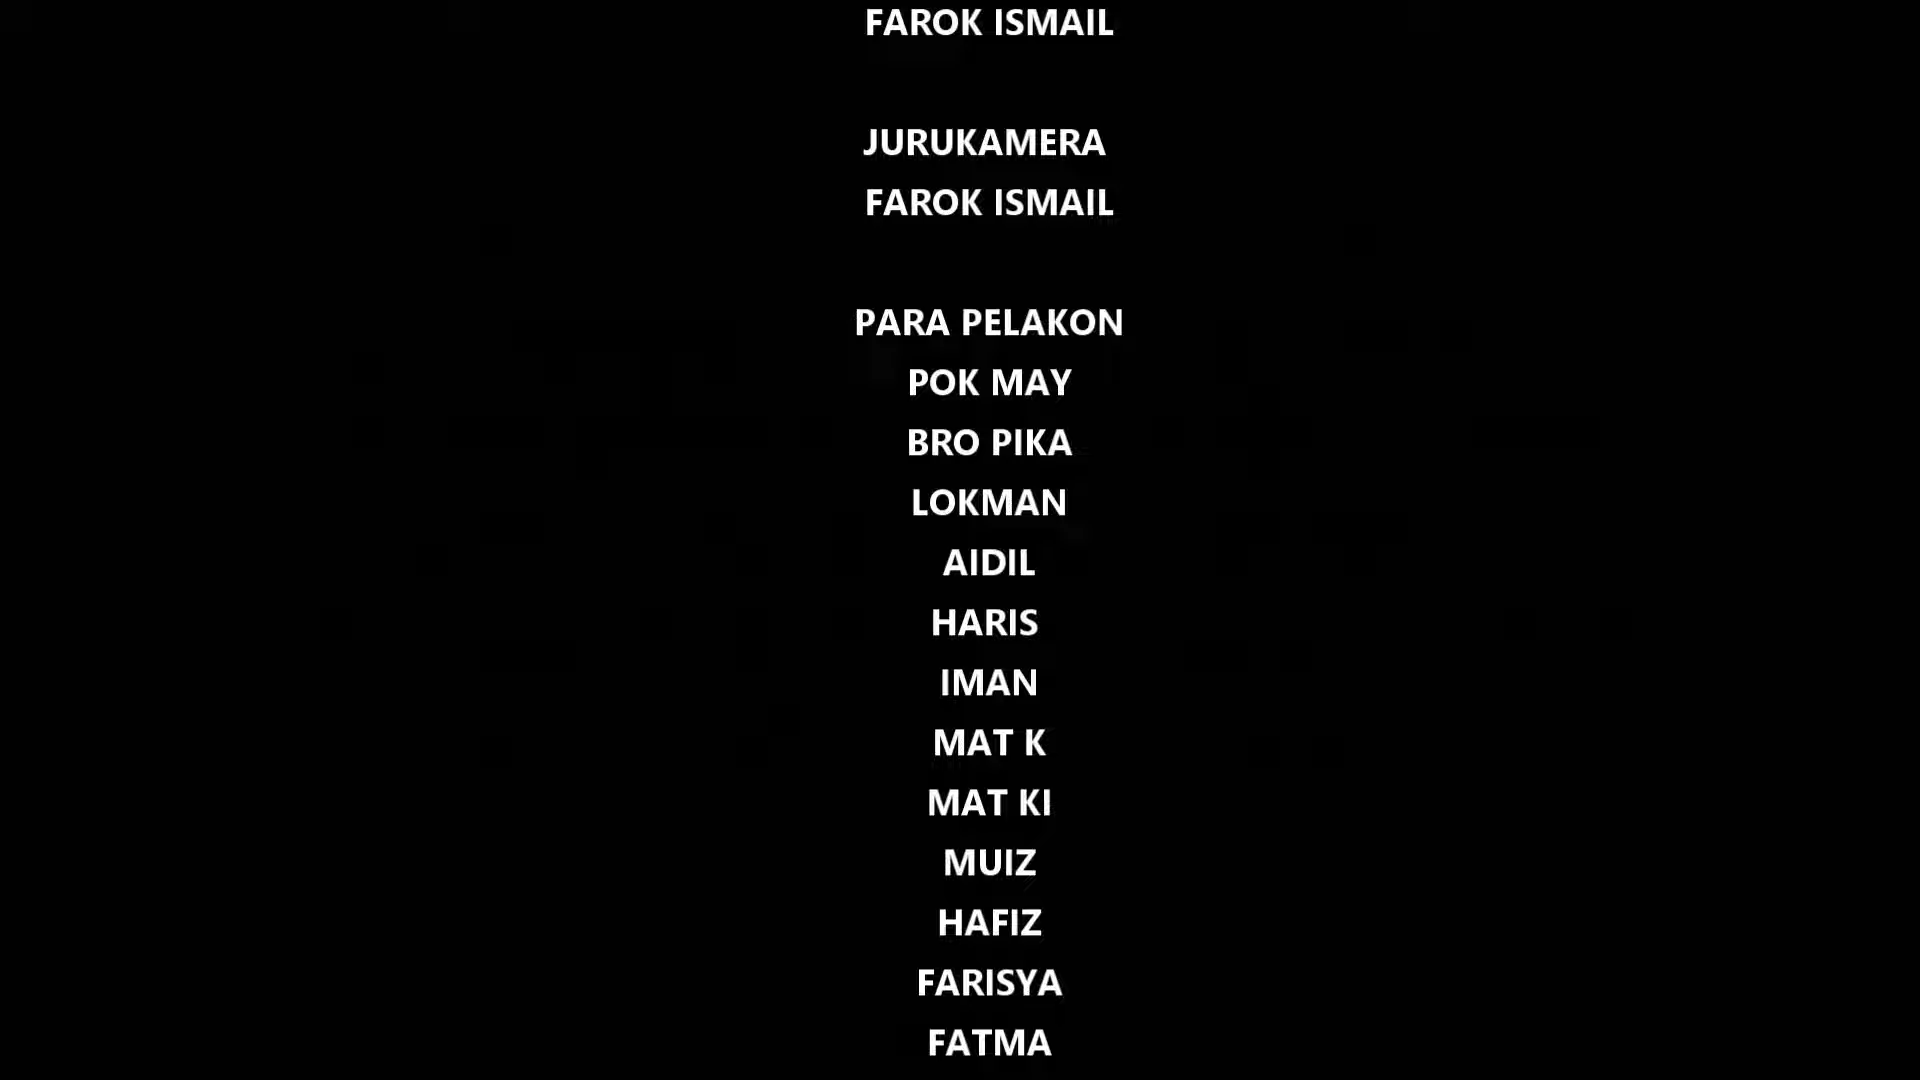 FAROK ISMAIL
JURUKAMERA
FAROK ISMAIL
PARA PELAKON
POK MAY
BRO PIKA
LOKMAN
AIDIL
HARIS
IMAN
MAT K
MAT KI
MUIZ
HAFIZ
FARISYA
FATMA